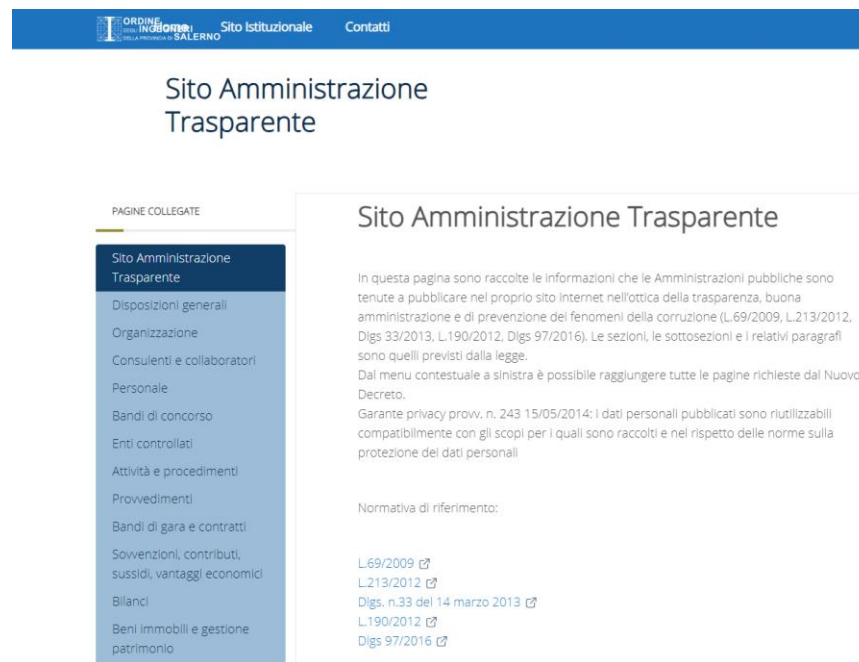 ORDINE
DEGLI INGEGNERI
DELLA PROVINCIA DI SALERNO
Home
Sito Istituzionale
Contatti
Sito Amministrazione
Trasparente
PAGINE COLLEGATE
Sito Amministrazione
Trasparente
Disposizioni generali
Organizzazione
Consulenti e collaboratori
Personale
Bandi di concorso
Enti controllati
Attività e procedimenti
Provvedimenti
Bandi di gara e contratti
Sovvenzioni, contributi,
sussidi, vantaggi economici
Bilanci
Beni immobili e gestione
patrimonio
Sito Amministrazione Trasparente
In questa pagina sono raccolte le informazioni che le Amministrazioni pubbliche sono
tenute a pubblicare nel proprio sito internet nell'ottica della trasparenza, buona
amministrazione e di prevenzione dei fenomeni della corruzione (L.69/2009, L.213/2012,
Dlgs 33/2013, L.190/2012, Dlgs 97/2016). Le sezioni, le sottosezioni e i relativi paragrafi
sono quelli previsti dalla legge.
Dal menu contestuale a sinistra è possibile raggiungere tutte le pagine richieste dal Nuovo
Decreto.
Garante privacy provv. n. 243 15/05/2014: i dati personali pubblicati sono riutilizzabili
compatibilmente con gli scopi per i quali sono raccolti e nel rispetto delle norme sulla
protezione dei dati personali
Normativa di riferimento:
L.69/2009
L.213/2012
Dlgs. n.33 del 14 marzo 2013
L.190/2012
Dlgs 97/2016